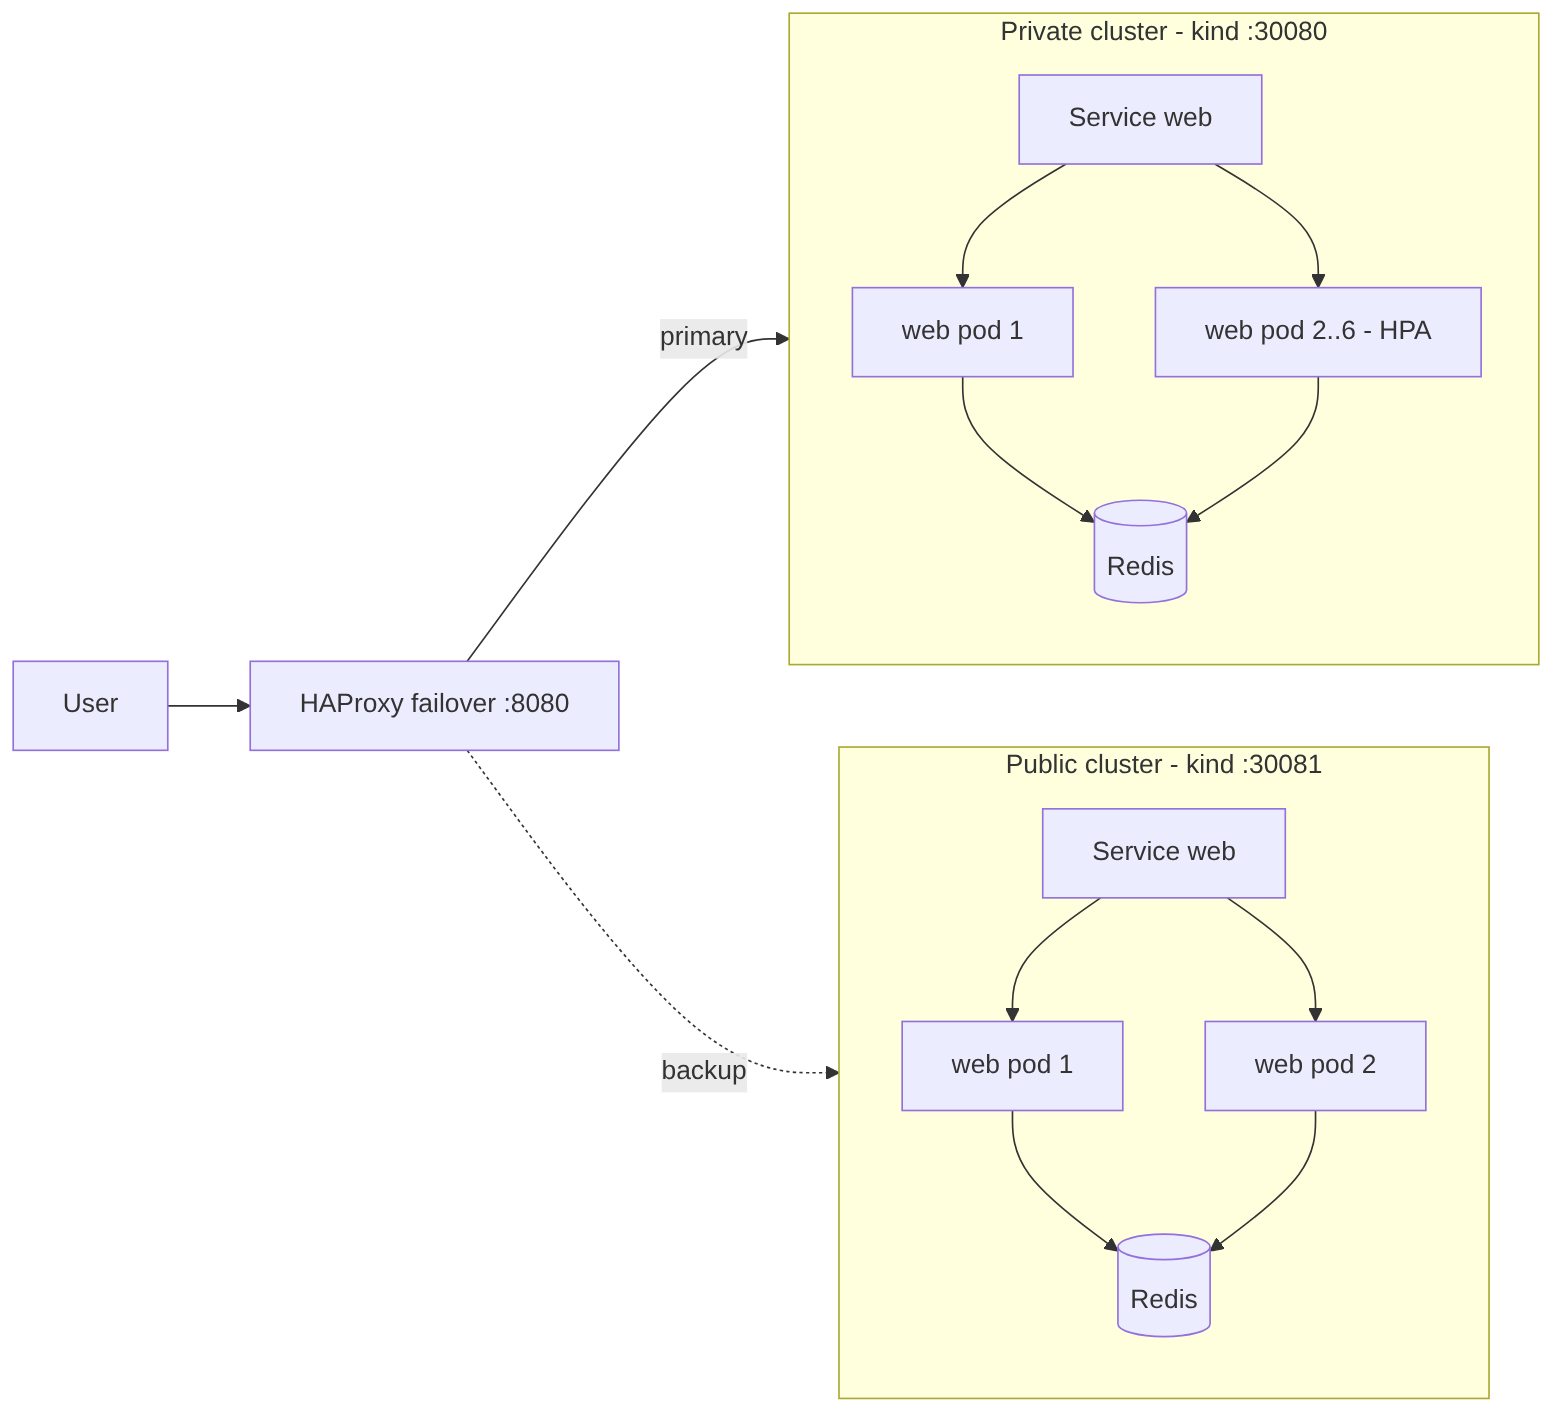 Private cluster - kind :30080
Service web
primary
web pod 1
web pod 2..6 - HPA
Redis
User
HAProxy failover :8080
Public cluster - kind :30081
Service web
backup
web pod 1
web pod 2
Redis